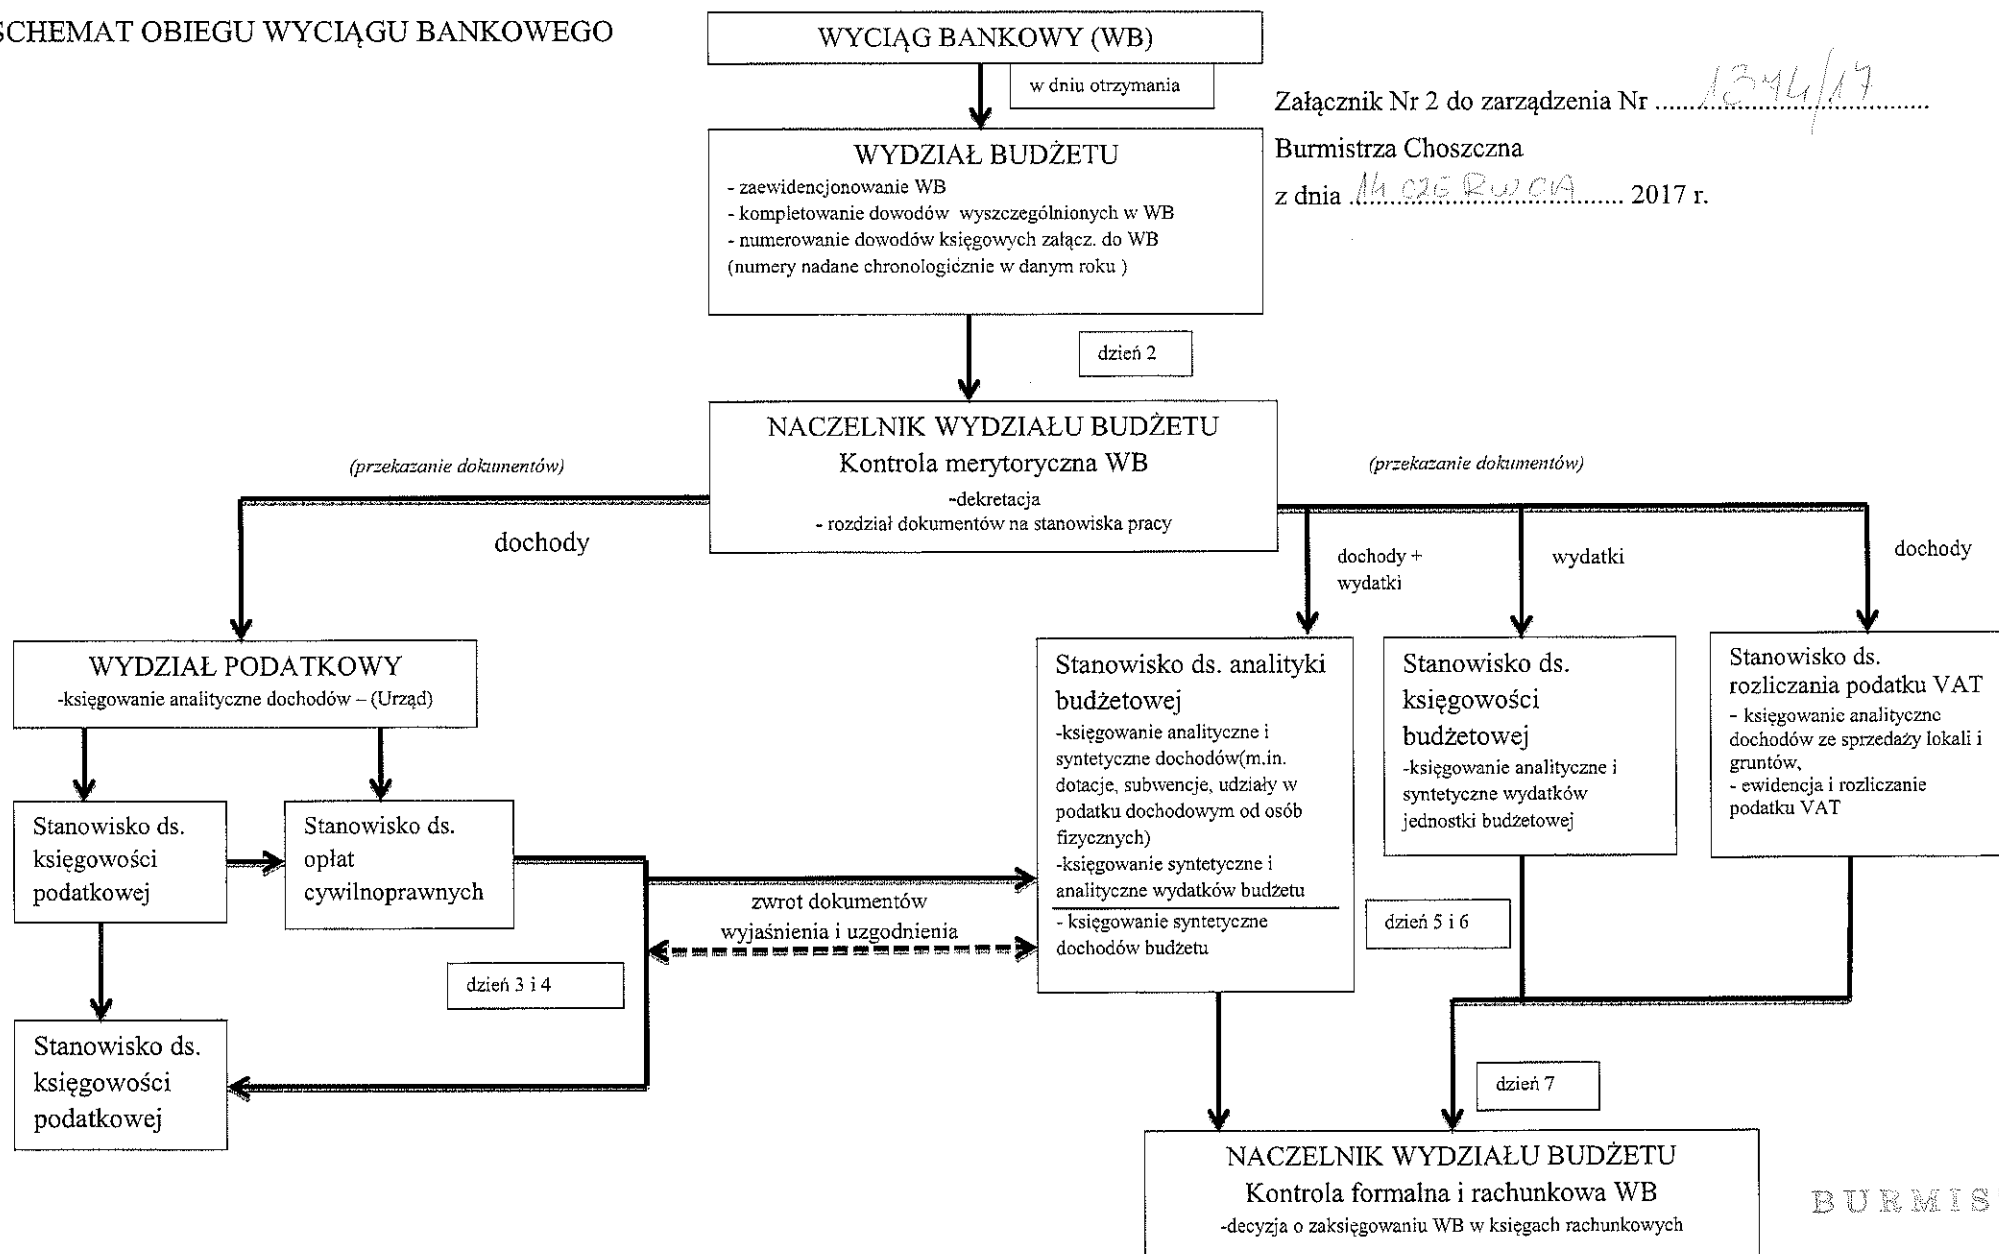 SCHEMAT OBIEGU WYCIĄGU BANKOWEGO
WYCIĄG BANKOWY (WB)
w dniu otrzymania
Załącznik Nr 2 do zarządzenia Nr ........1374/17........
Burmistrza Choszczna
z dnia ..14 CZERWCA........ 2017 r.
WYDZIAŁ BUDŻETU
- zaewidencjonowanie WB
- kompletowanie dowodów wyszczególnionych w WB
- numerowanie dowodów księgowych załącz. do WB
(numery nadane chronologicznie w danym roku )
dzień 2
NACZELNIK WYDZIAŁU BUDŻETU
Kontrola merytoryczna WB
-dekretacja
- rozdział dokumentów na stanowiska pracy
(przekazanie dokumentów)
(przekazanie dokumentów)
dochody
dochody +
wydatki
wydatki
dochody
WYDZIAŁ PODATKOWY
-księgowanie analityczne dochodów – (Urząd)
Stanowisko ds.
księgowości
podatkowej
Stanowisko ds.
opłat
cywilnoprawnych
Stanowisko ds. analityki
budżetowej
-księgowanie analityczne i
syntetyczne dochodów(m.in.
dotacje, subwencje, udziały w
podatku dochodowym od osób
fizycznych)
-księgowanie syntetyczne i
analityczne wydatków budżetu
- księgowanie syntetyczne
dochodów budżetu
Stanowisko ds.
księgowości
budżetowej
-księgowanie analityczne i
syntetyczne wydatków
jednostki budżetowej
Stanowisko ds.
rozliczania podatku VAT
- księgowanie analityczne
dochodów ze sprzedaży lokali i
gruntów,
- ewidencja i rozliczanie
podatku VAT
zwrot dokumentów
wyjaśnienia i uzgodnienia
dzień 3 i 4
dzień 5 i 6
Stanowisko ds.
księgowości
podatkowej
dzień 7
NACZELNIK WYDZIAŁU BUDŻETU
Kontrola formalna i rachunkowa WB
-decyzja o zaksięgowaniu WB w księgach rachunkowych
BURMIS